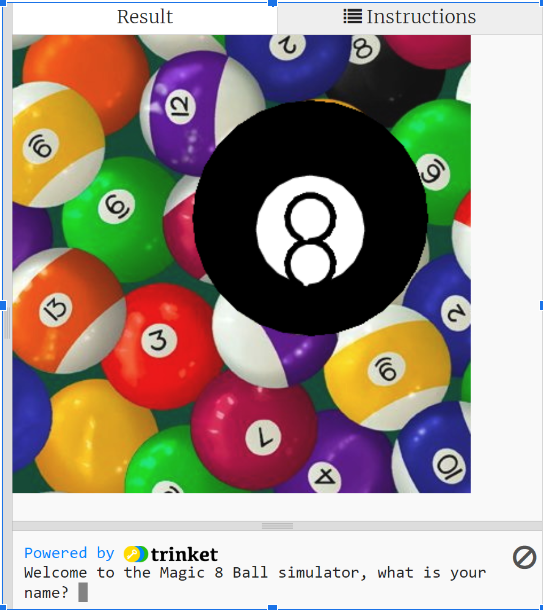 Result
Instructions
2
8
12
9
6
6
8
13
3
2
9
7
4
10
Powered by trinket
Welcome to the Magic 8 Ball simulator, what is your
name?